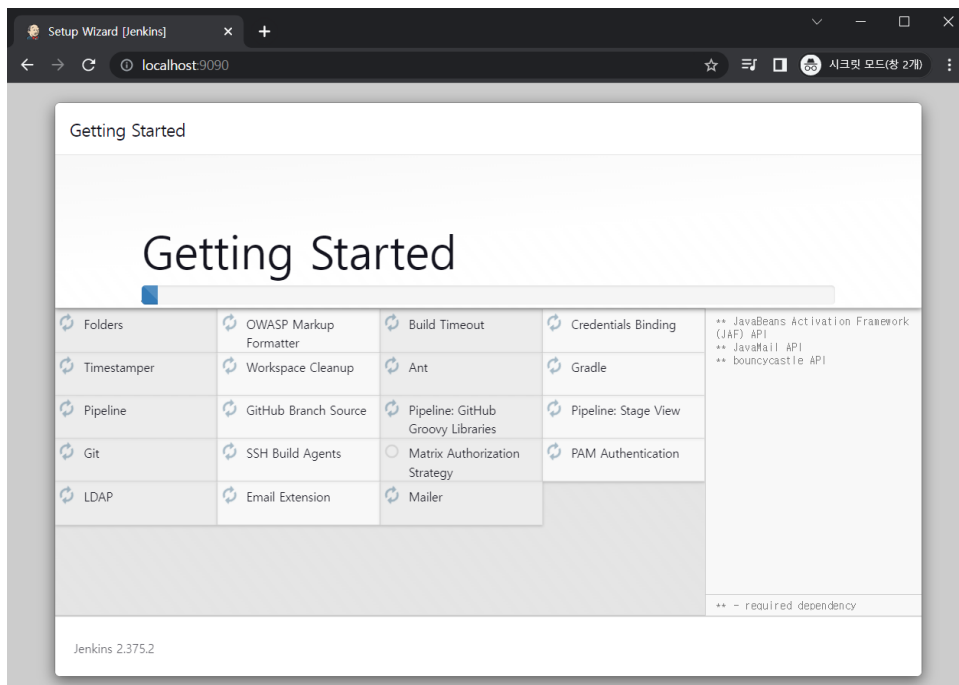 Setup Wizard [Jenkins]
localhost:9090
시크릿 모드(창 2개)
Getting Started
Getting Started
Folders
OWASP Markup
Formatter
Build Timeout
Credentials Binding
Timestamper
Workspace Cleanup
Ant
Gradle
Pipeline
GitHub Branch Source
Pipeline: GitHub
Groovy Libraries
Pipeline: Stage View
Git
SSH Build Agents
Matrix Authorization
Strategy
PAM Authentication
LDAP
Email Extension
Mailer
** JavaBeans Activation Framework
(JAF) API
** JavaMail API
** bouncycastle API
** - required dependency
Jenkins 2.375.2